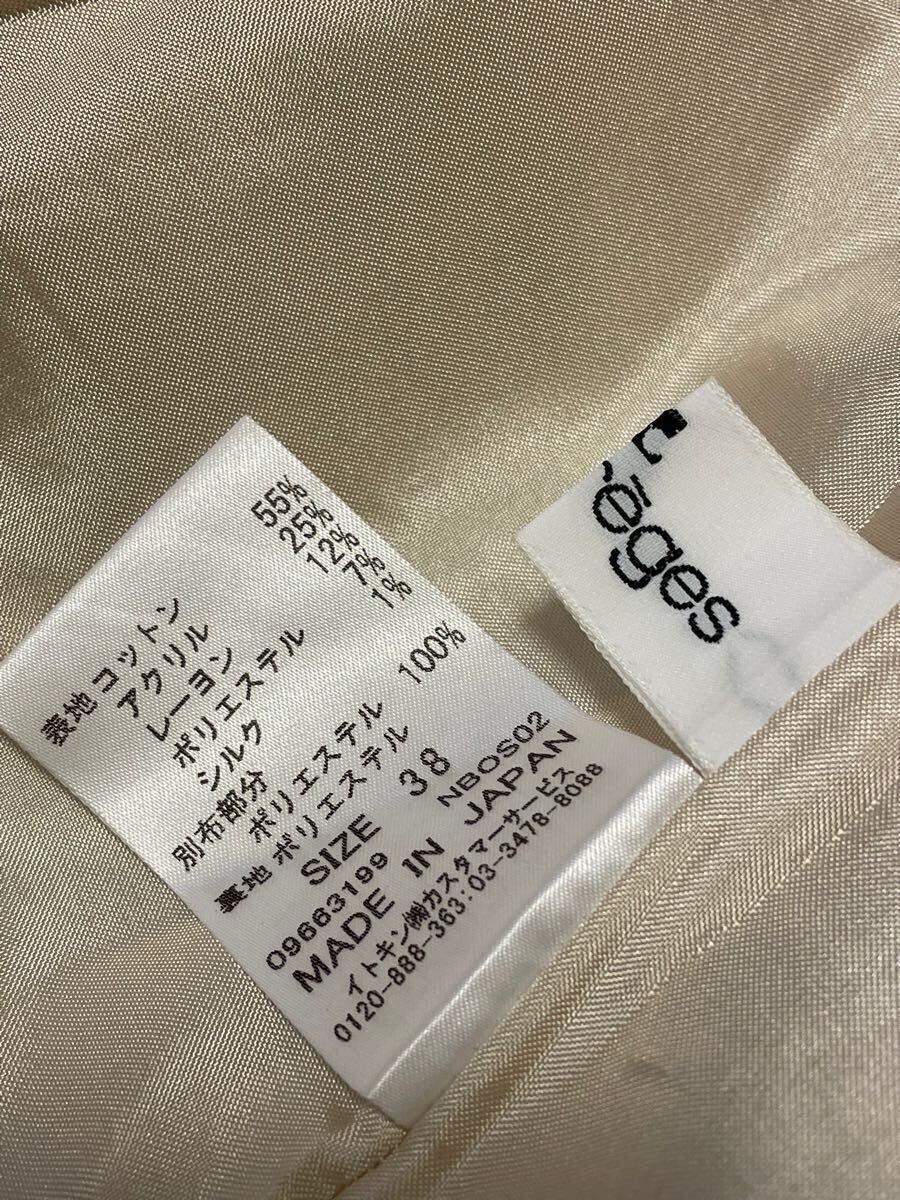 表地 コットン 55%
アクリル 25%
レーヨン 12%
ポリエステル 7%
シルク 1%
別布部分
ポリエステル 100%
裏地 ポリエステル
SIZE 38
09663199 NBOS02
MADE IN JAPAN
イトキン㈱カスタマーサービス
0120-888-363:03-3478-8088
éges